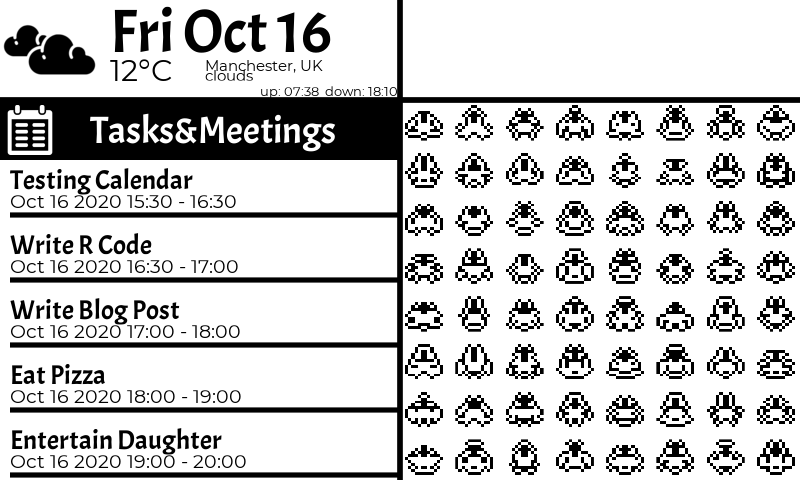 Fri Oct 16
12°C
Manchester, UK
clouds
up: 07:38 down: 18:10
Tasks&Meetings
Testing Calendar
Oct 16 2020 15:30 - 16:30
Write R Code
Oct 16 2020 16:30 - 17:00
Write Blog Post
Oct 16 2020 17:00 - 18:00
Eat Pizza
Oct 16 2020 18:00 - 19:00
Entertain Daughter
Oct 16 2020 19:00 - 20:00